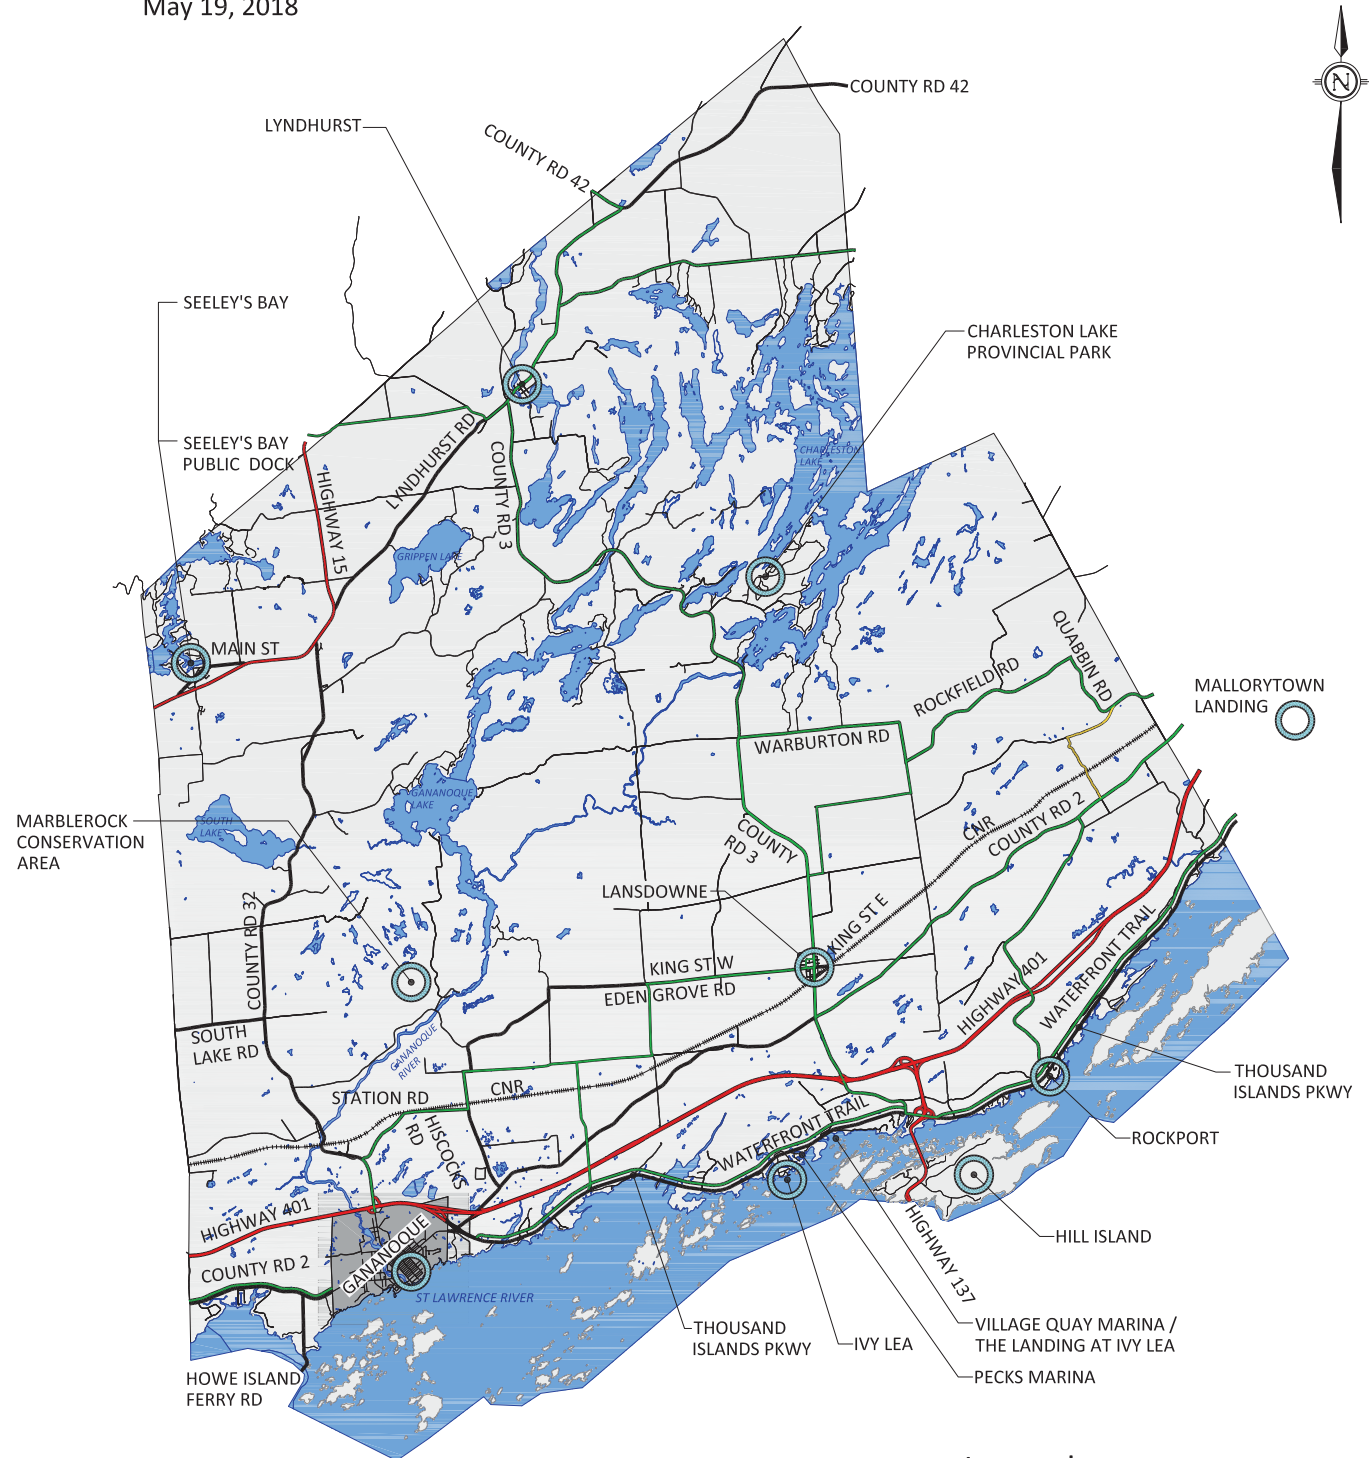 May 19, 2018
N
COUNTY RD 42
LYNDHURST
COUNTY RD 42
SEELEY'S BAY
CHARLESTON LAKE
PROVINCIAL PARK
SEELEY'S BAY
PUBLIC DOCK
LYNDHURST RD
COUNTY RD 3
HIGHWAY 15
CHARLESTON
LAKE
GRIPPEN LAKE
MAIN ST
QUABBIN RD
ROCKFIELD RD
MALLORYTOWN
LANDING
WARBURTON RD
GANANOQUE
LAKE
SOUTH
LAKE
MARBLEROCK
CONSERVATION
AREA
COUNTY
RD 3
CNR
COUNTY RD 2
LANSDOWNE
KING ST E
COUNTY RD 32
KING ST W
EDEN GROVE RD
HIGHWAY 401
WATERFRONT TRAIL
SOUTH
LAKE RD
GANANOQUE
RIVER
THOUSAND
ISLANDS PKWY
STATION RD
CNR
HISCOCKS
RD
WATERFRONT TRAIL
ROCKPORT
HIGHWAY 401
GANANOQUE
HIGHWAY 137
HILL ISLAND
COUNTY RD 2
ST LAWRENCE RIVER
THOUSAND
ISLANDS PKWY
IVY LEA
VILLAGE QUAY MARINA /
THE LANDING AT IVY LEA
PECKS MARINA
HOWE ISLAND
FERRY RD